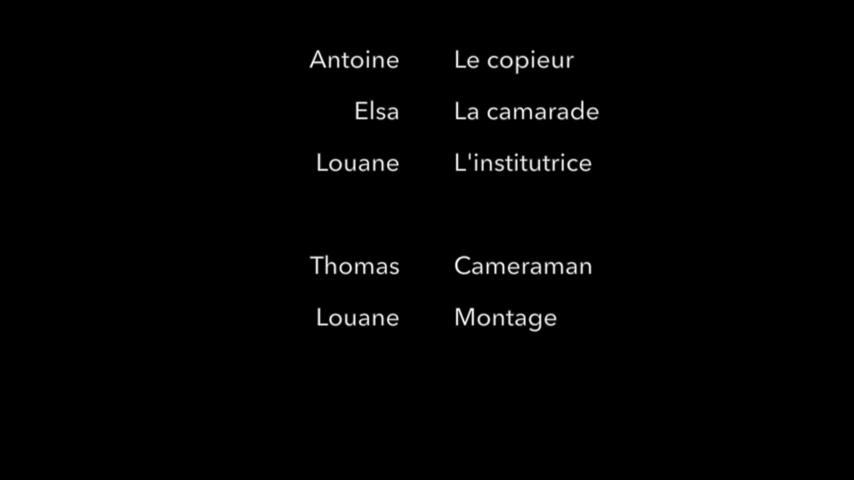 Antoine Le copieur
Elsa La camarade
Louane L'institutrice
Thomas Cameraman
Louane Montage